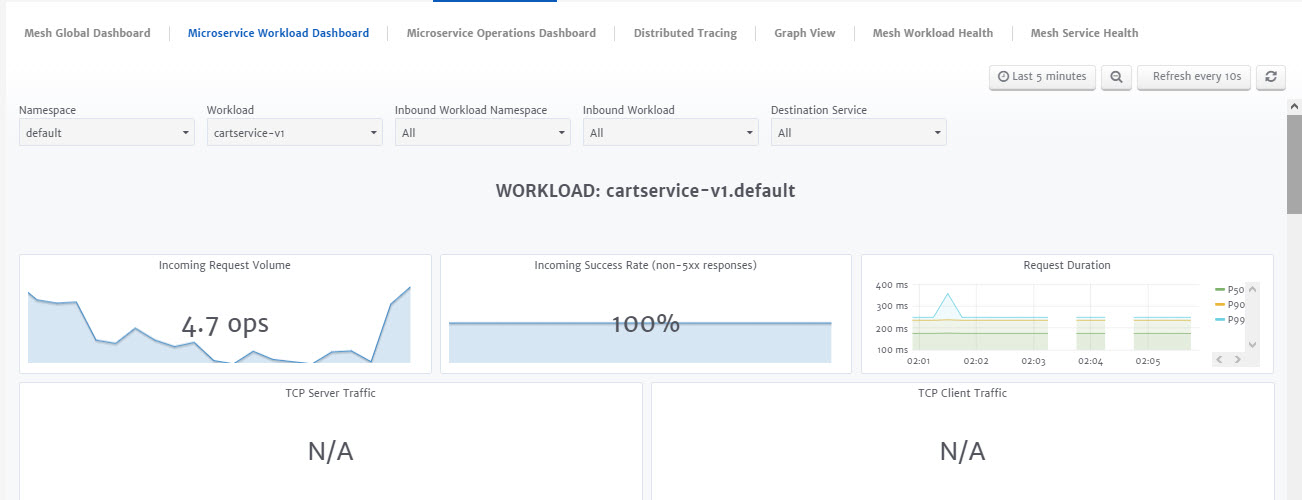 Mesh Global Dashboard Microservice Workload Dashboard Microservice Operations Dashboard Distributed Tracing Graph View Mesh Workload Health Mesh Service Health
Last 5 minutes Refresh every 10s
Namespace Workload Inbound Workload Namespace Inbound Workload Destination Service
default cartservice-v1 All All All
WORKLOAD: cartservice-v1.default
Incoming Request Volume
4.7 ops
Incoming Success Rate (non-5xx responses)
100%
Request Duration
400 ms
300 ms
200 ms
100 ms
02:01 02:02 02:03 02:04 02:05
P50
P90
P99
TCP Server Traffic
N/A
TCP Client Traffic
N/A